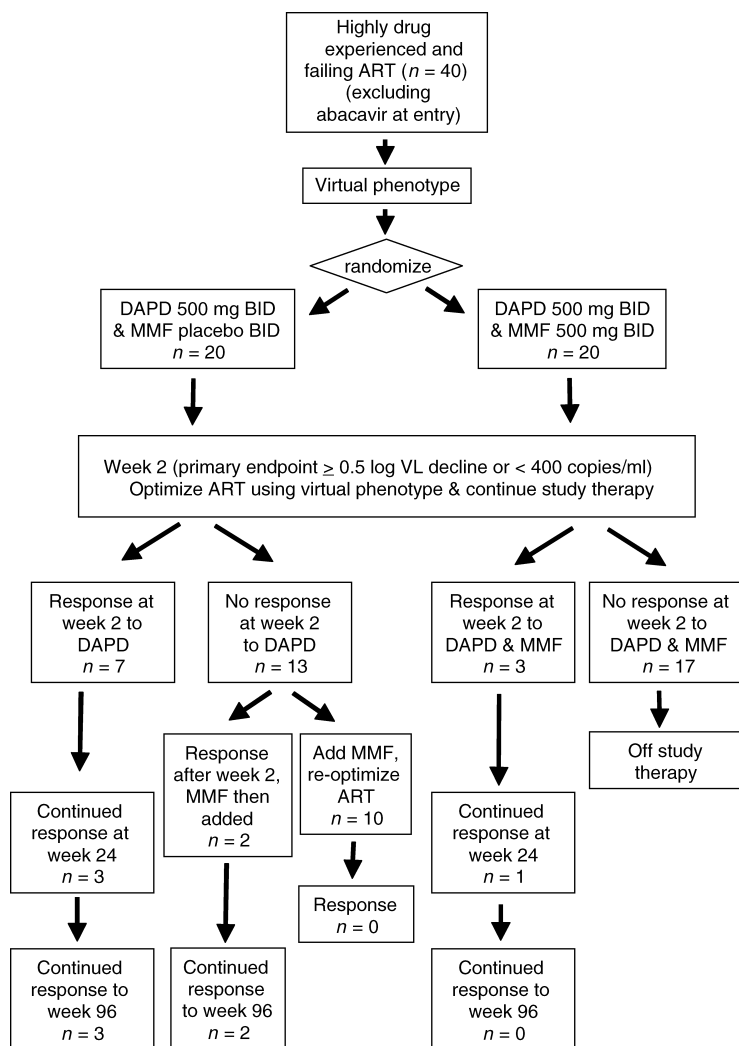 Highly drug
experienced and
failing ART (n = 40)
(excluding
abacavir at entry)
Virtual phenotype
randomize
DAPD 500 mg BID
& MMF placebo BID
n = 20
DAPD 500 mg BID
& MMF 500 mg BID
n = 20
Week 2 (primary endpoint ≥ 0.5 log VL decline or < 400 copies/ml)
Optimize ART using virtual phenotype & continue study therapy
Response at
week 2 to
DAPD
n = 7
No response
at week 2
to DAPD
n = 13
Response at
week 2 to
DAPD & MMF
n = 3
No response at
week 2 to
DAPD & MMF
n = 17
Response
after week 2,
MMF then
added
n = 2
Add MMF,
re-optimize
ART
n = 10
Off study
therapy
Continued
response at
week 24
n = 3
Continued
response at
week 24
n = 1
Response
n = 0
Continued
response to
week 96
n = 3
Continued
response
to week 96
n = 2
Continued
response to
week 96
n = 0